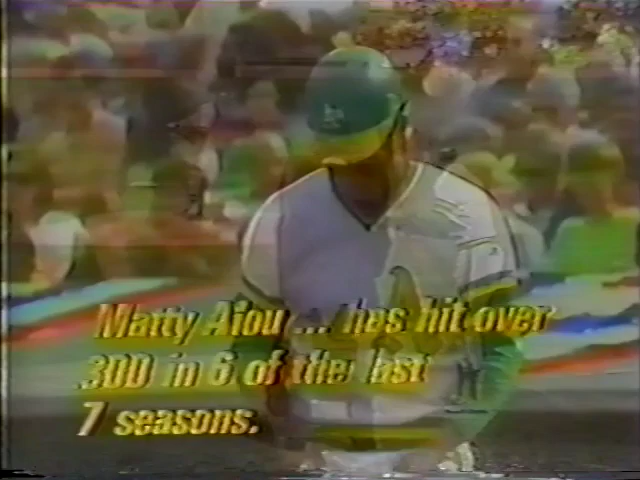 Matty Alou ... has hit over
.300 in 6 of the last
7 seasons.